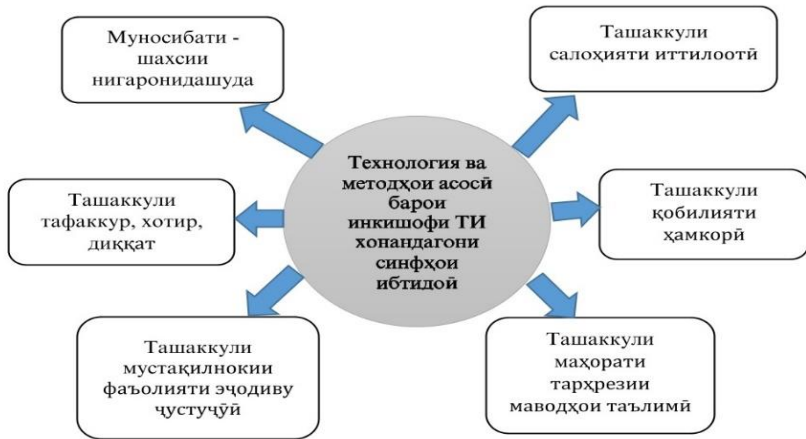 Муносибати -
шахсии
нигаронидашуда
Ташаккули
салоҳияти иттилоотӣ
Технология ва
методҳои асосӣ
барои
инкишофи ТИ
хонандагони
синфҳои
ибтидоӣ
Ташаккули
тафаккур, хотир,
диққат
Ташаккули
қобилияти
ҳамкорӣ
Ташаккули
мустақилнокии
фаъолияти эҷодиву
ҷустуҷӯӣ
Ташаккули
маҳорати
тарҳрезии
маводҳои таълимӣ